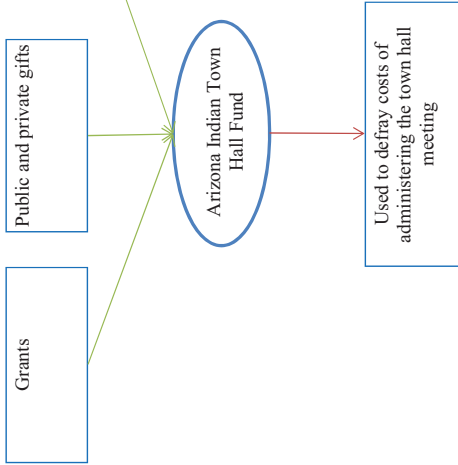 Grants
Public and private gifts
Arizona Indian Town
Hall Fund
Used to defray costs of
administering the town hall
meeting